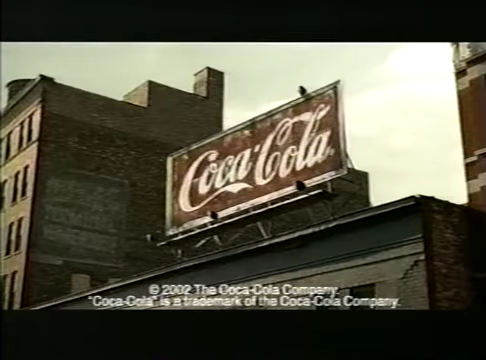 Coca-Cola
© 2002 The Coca-Cola Company.
"Coca-Cola" is a trademark of the Coca-Cola Company.